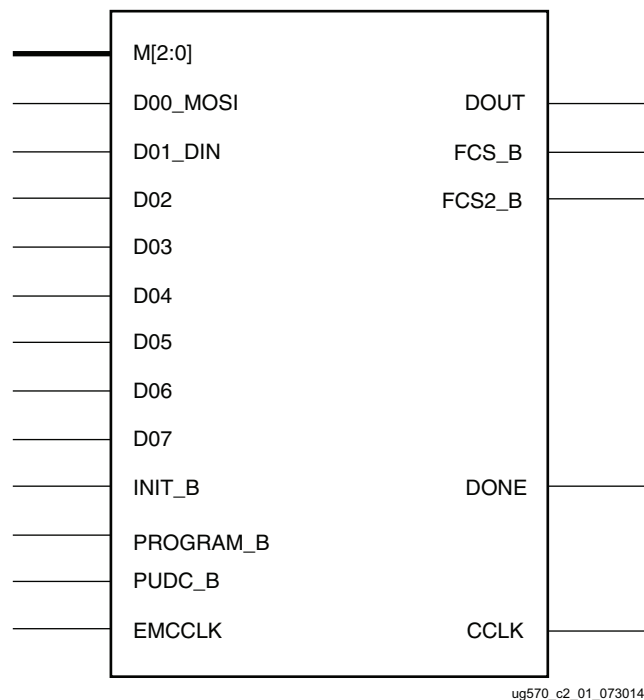 M[2:0]
D00_MOSI DOUT
D01_DIN FCS_B
D02 FCS2_B
D03
D04
D05
D06
D07
INIT_B DONE
PROGRAM_B
PUDC_B
EMCCLK CCLK
ug570_c2_01_073014